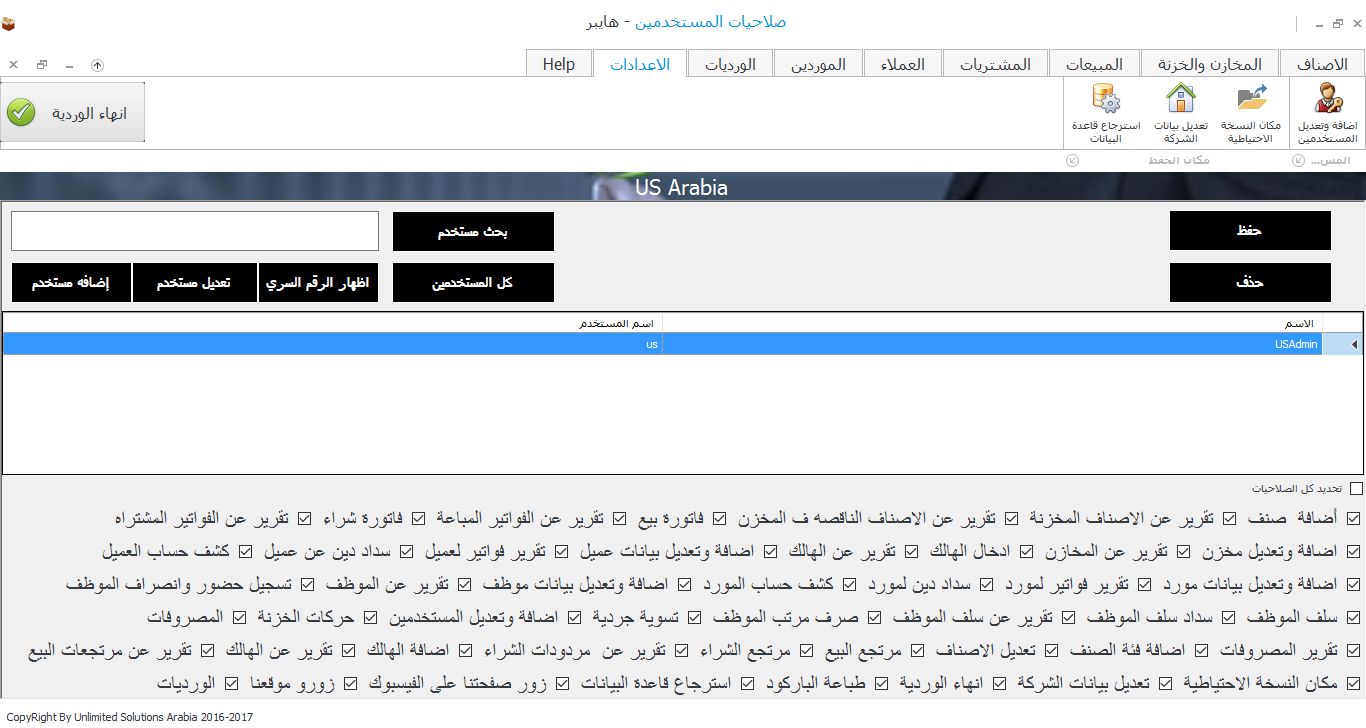 صلاحيات المستخدمين - هايبر
الاصناف المخازن والخزنة المبيعات المشتريات العملاء الموردين الورديات الاعدادات Help
اضافة وتعديل المستخدمين
مكان النسخة الاحتياطية
تعديل بيانات الشركة
استرجاع قاعدة البيانات
انهاء الوردية
المس...
مكان الحفظ
US Arabia
حفظ
بحث مستخدم
حذف
كل المستخدمين
اظهار الرقم السري
تعديل مستخدم
إضافه مستخدم
الاسم اسم المستخدم
USAdmin us
تحديد كل الصلاحيات
أضافة صنف تقرير عن الاصناف المخزنة تقرير عن الاصناف الناقصه ف المخزن فاتورة بيع تقرير عن الفواتير المباعة فاتورة شراء تقرير عن الفواتير المشتراه
اضافة وتعديل مخزن تقرير عن المخازن ادخال الهالك تقرير عن الهالك اضافة وتعديل بيانات عميل تقرير فواتير لعميل سداد دين عن عميل كشف حساب العميل
اضافة وتعديل بيانات مورد تقرير فواتير لمورد سداد دين لمورد كشف حساب المورد اضافة وتعديل بيانات موظف تقرير عن الموظف تسجيل حضور وانصراف الموظف
سلف الموظف سداد سلف الموظف تقرير عن سلف الموظف صرف مرتب الموظف تسوية جردية اضافة وتعديل المستخدمين حركات الخزنة المصروفات
تقرير المصروفات اضافة فئة الصنف تعديل الاصناف مرتجع البيع مرتجع الشراء تقرير عن مردودات الشراء اضافة الهالك تقرير عن الهالك تقرير عن مرتجعات البيع
مكان النسخة الاحتياطية تعديل بيانات الشركة انهاء الوردية طباعة الباركود استرجاع قاعدة البيانات زور صفحتنا على الفيسبوك زورو موقعنا الورديات
CopyRight By Unlimited Solutions Arabia 2016-2017